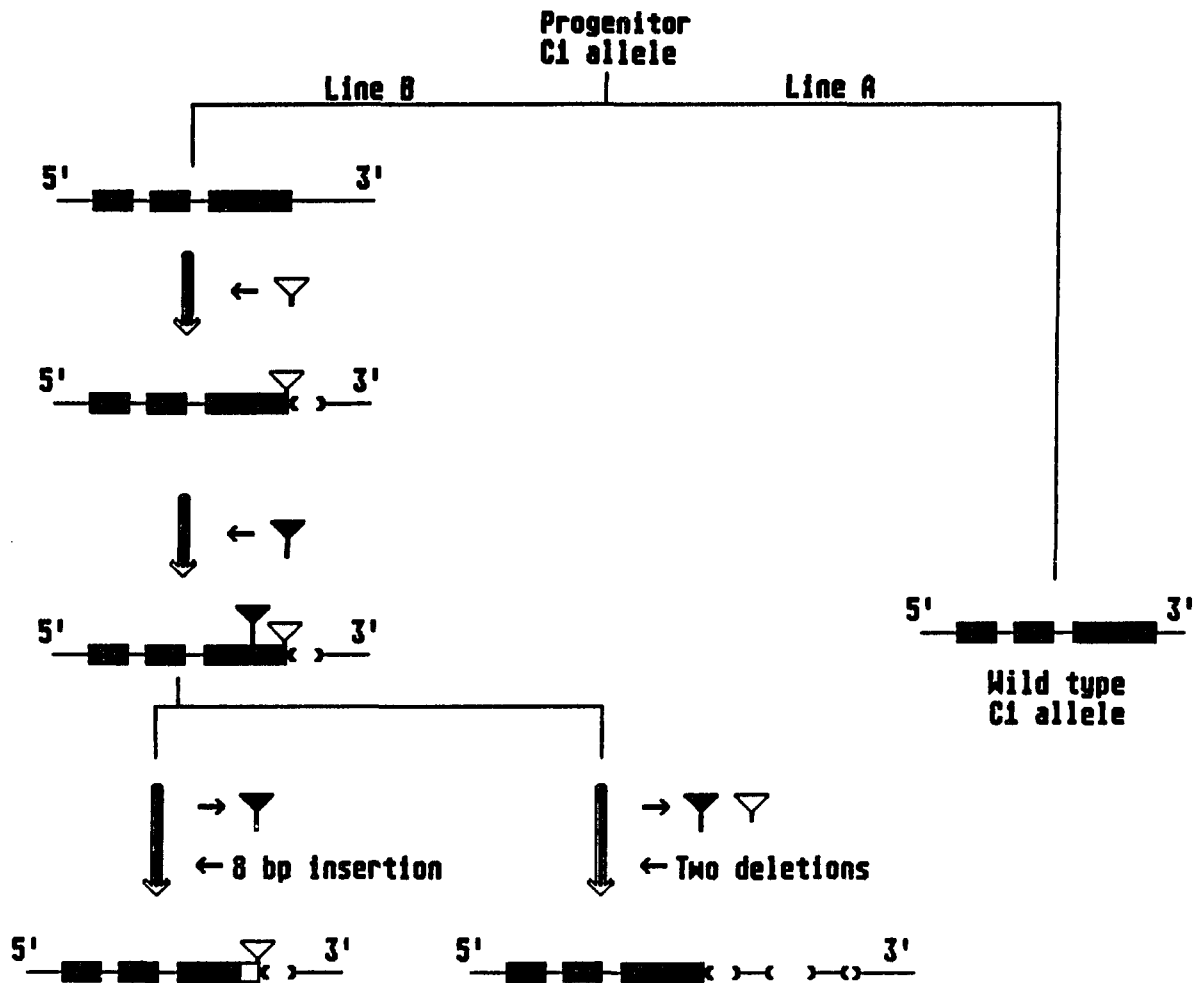 Progenitor
C1 allele
Line B
Line A
5' 3'
5' 3'
5' 3'
5' 3'
Wild type
C1 allele
8 bp insertion
Two deletions
5' 3'
5' 3'